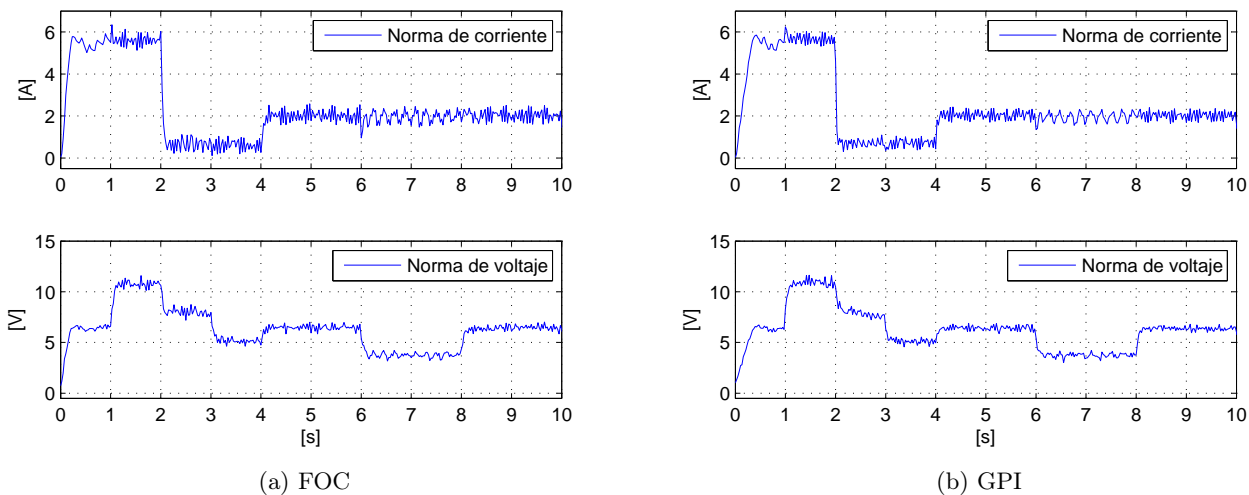 Norma de corriente
6
4
2
0
[A]
0 1 2 3 4 5 6 7 8 9 10
Norma de voltaje
15
10
5
0
[V]
0 1 2 3 4 5 6 7 8 9 10
[s]
(a) FOC
Norma de corriente
6
4
2
0
[A]
0 1 2 3 4 5 6 7 8 9 10
Norma de voltaje
15
10
5
0
[V]
0 1 2 3 4 5 6 7 8 9 10
[s]
(b) GPI